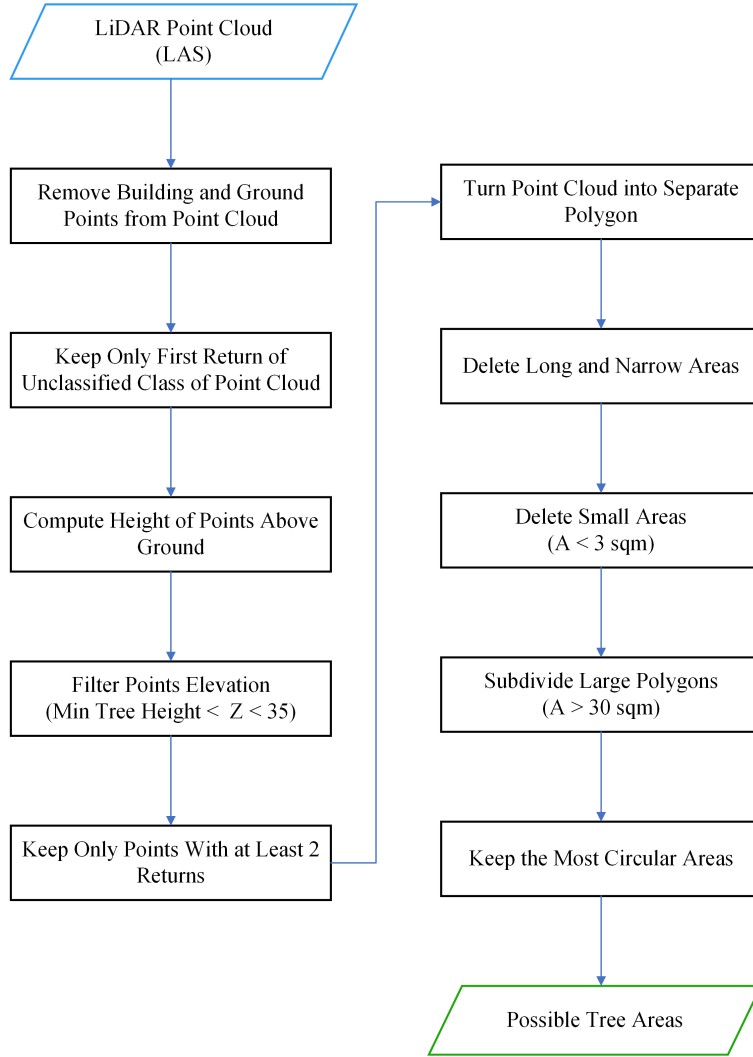 LiDAR Point Cloud
(LAS)
Remove Building and Ground
Points from Point Cloud
Keep Only First Return of
Unclassified Class of Point Cloud
Compute Height of Points Above
Ground
Filter Points Elevation
(Min Tree Height < Z < 35)
Keep Only Points With at Least 2
Returns
Turn Point Cloud into Separate
Polygon
Delete Long and Narrow Areas
Delete Small Areas
(A < 3 sqm)
Subdivide Large Polygons
(A > 30 sqm)
Keep the Most Circular Areas
Possible Tree Areas